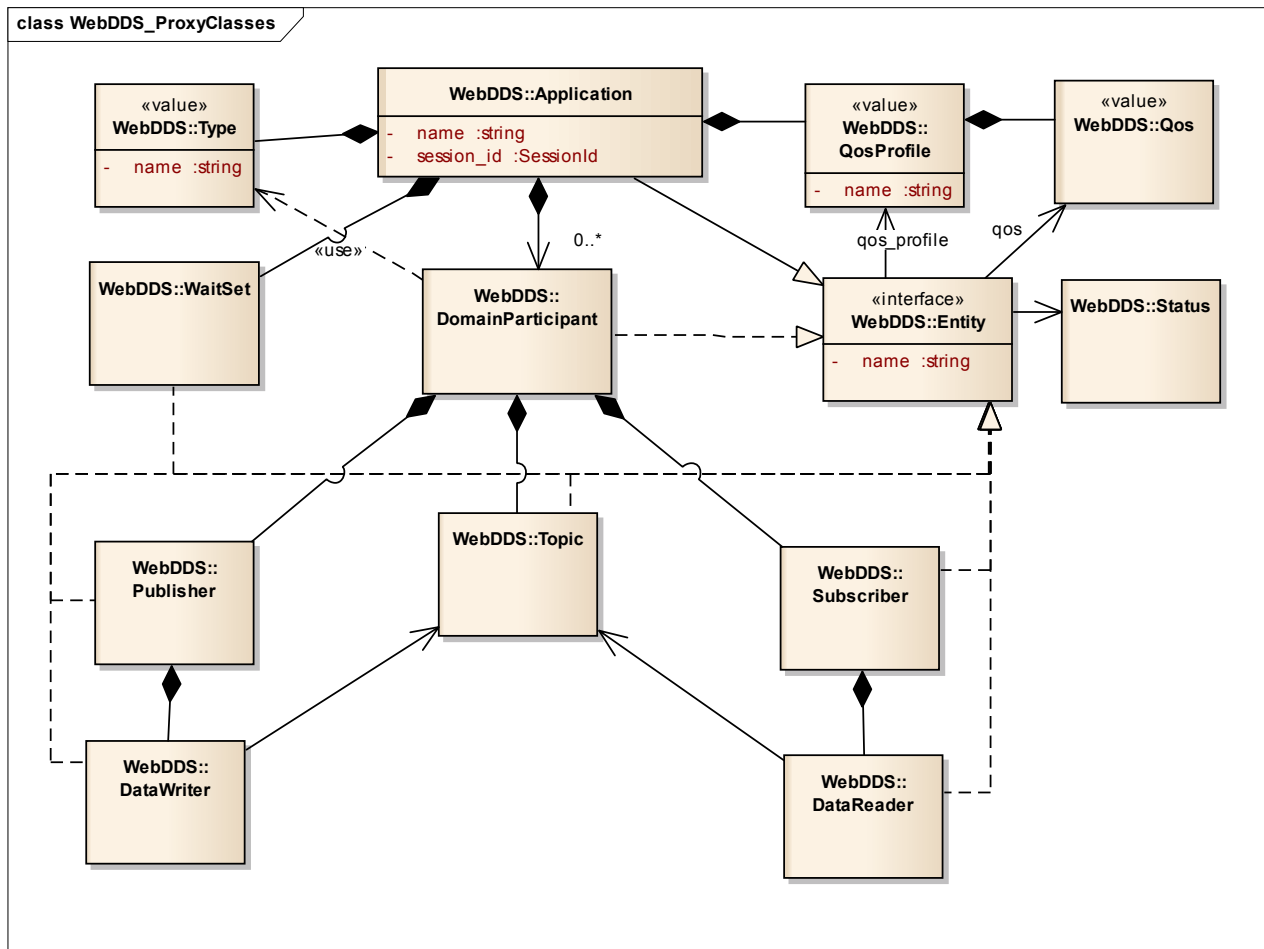 class WebDDS_ProxyClasses
«value»
WebDDS::Type
- name :string
WebDDS::Application
- name :string
- session_id :SessionId
«value»
WebDDS::
QosProfile
- name :string
«value»
WebDDS::Qos
«use»
0..*
qos_profile
qos
WebDDS::WaitSet
WebDDS::
DomainParticipant
«interface»
WebDDS::Entity
- name :string
WebDDS::Status
WebDDS::
Publisher
WebDDS::Topic
WebDDS::
Subscriber
WebDDS::
DataWriter
WebDDS::
DataReader